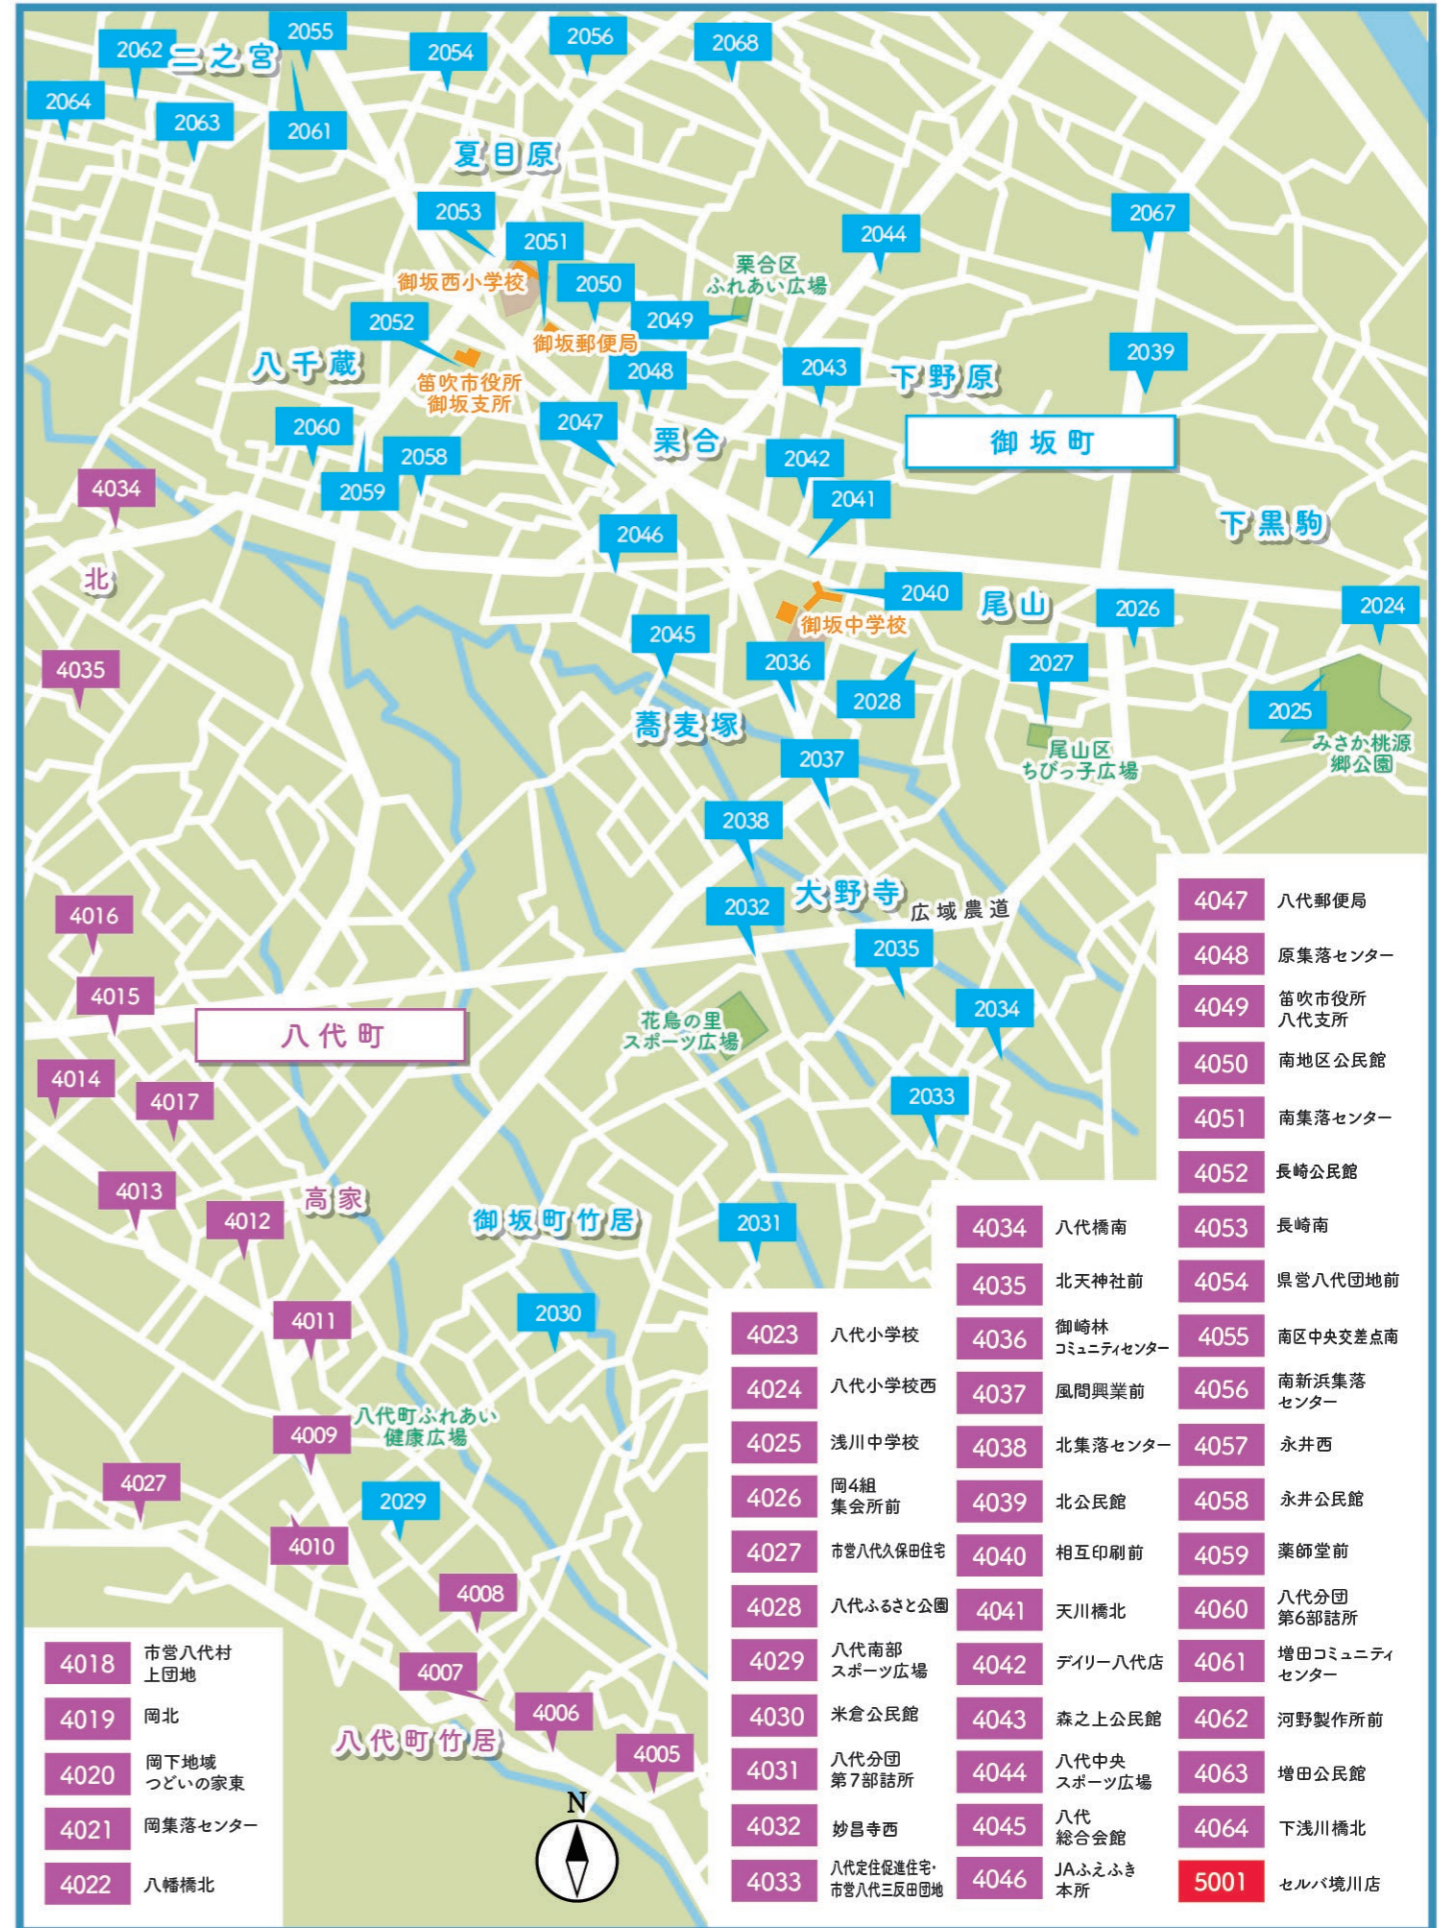 2055
2062
二之宮
2054
2056
2068
2064
2063
2061
夏目原
2053
2051
2044
2067
御坂西小学校
2050
栗合区
ふれあい広場
2052
2049
御坂郵便局
八千蔵
笛吹市役所
御坂支所
2048
2043
下野原
2039
2060
2047
栗合
御坂町
2058
2042
4034
2059
2041
下黒駒
2046
北
2040
尾山
2026
2024
御坂中学校
2045
4035
2036
2027
2028
2025
蕎麦塚
尾山区
ちびっ子広場
みさか桃源
郷公園
2037
2038
大野寺
広域農道
4016
2032
2035
4015
八代町
花鳥の里
スポーツ広場
2034
4014
4017
2033
4013
高家
4012
御坂町竹居
2031
4011
2030
八代町ふれあい
健康広場
4009
4027
2029
4010
4008
4007
4006
八代町竹居
4005
N
4018 市営八代村
上団地
4019 岡北
4020 岡下地域
つどいの家東
4021 岡集落センター
4022 八幡橋北
4023 八代小学校
4024 八代小学校西
4025 浅川中学校
4026 岡4組
集会所前
4027 市営八代久保田住宅
4028 八代ふるさと公園
4029 八代南部
スポーツ広場
4030 米倉公民館
4031 八代分団
第7部詰所
4032 妙昌寺西
4033 八代定住促進住宅・
市営八代三反田団地
4034 八代橋南
4035 北天神社前
4036 御崎林
コミュニティセンター
4037 風間興業前
4038 北集落センター
4039 北公民館
4040 相互印刷前
4041 天川橋北
4042 デイリー八代店
4043 森之上公民館
4044 八代中央
スポーツ広場
4045 八代
総合会館
4046 JAふえふき
本所
4047 八代郵便局
4048 原集落センター
4049 笛吹市役所
八代支所
4050 南地区公民館
4051 南集落センター
4052 長崎公民館
4053 長崎南
4054 県営八代団地前
4055 南区中央交差点南
4056 南新浜集落
センター
4057 永井西
4058 永井公民館
4059 薬師堂前
4060 八代分団
第6部詰所
4061 増田コミュニティ
センター
4062 河野製作所前
4063 増田公民館
4064 下浅川橋北
5001 セルバ境川店